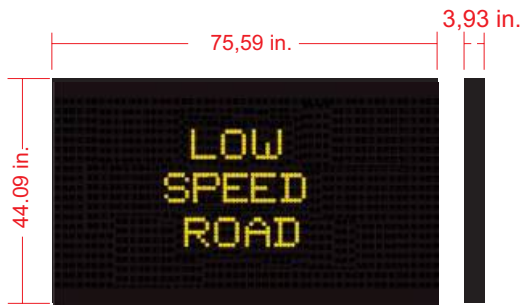 75,59 in.
3,93 in.
44.09 in.
LOW
SPEED
ROAD